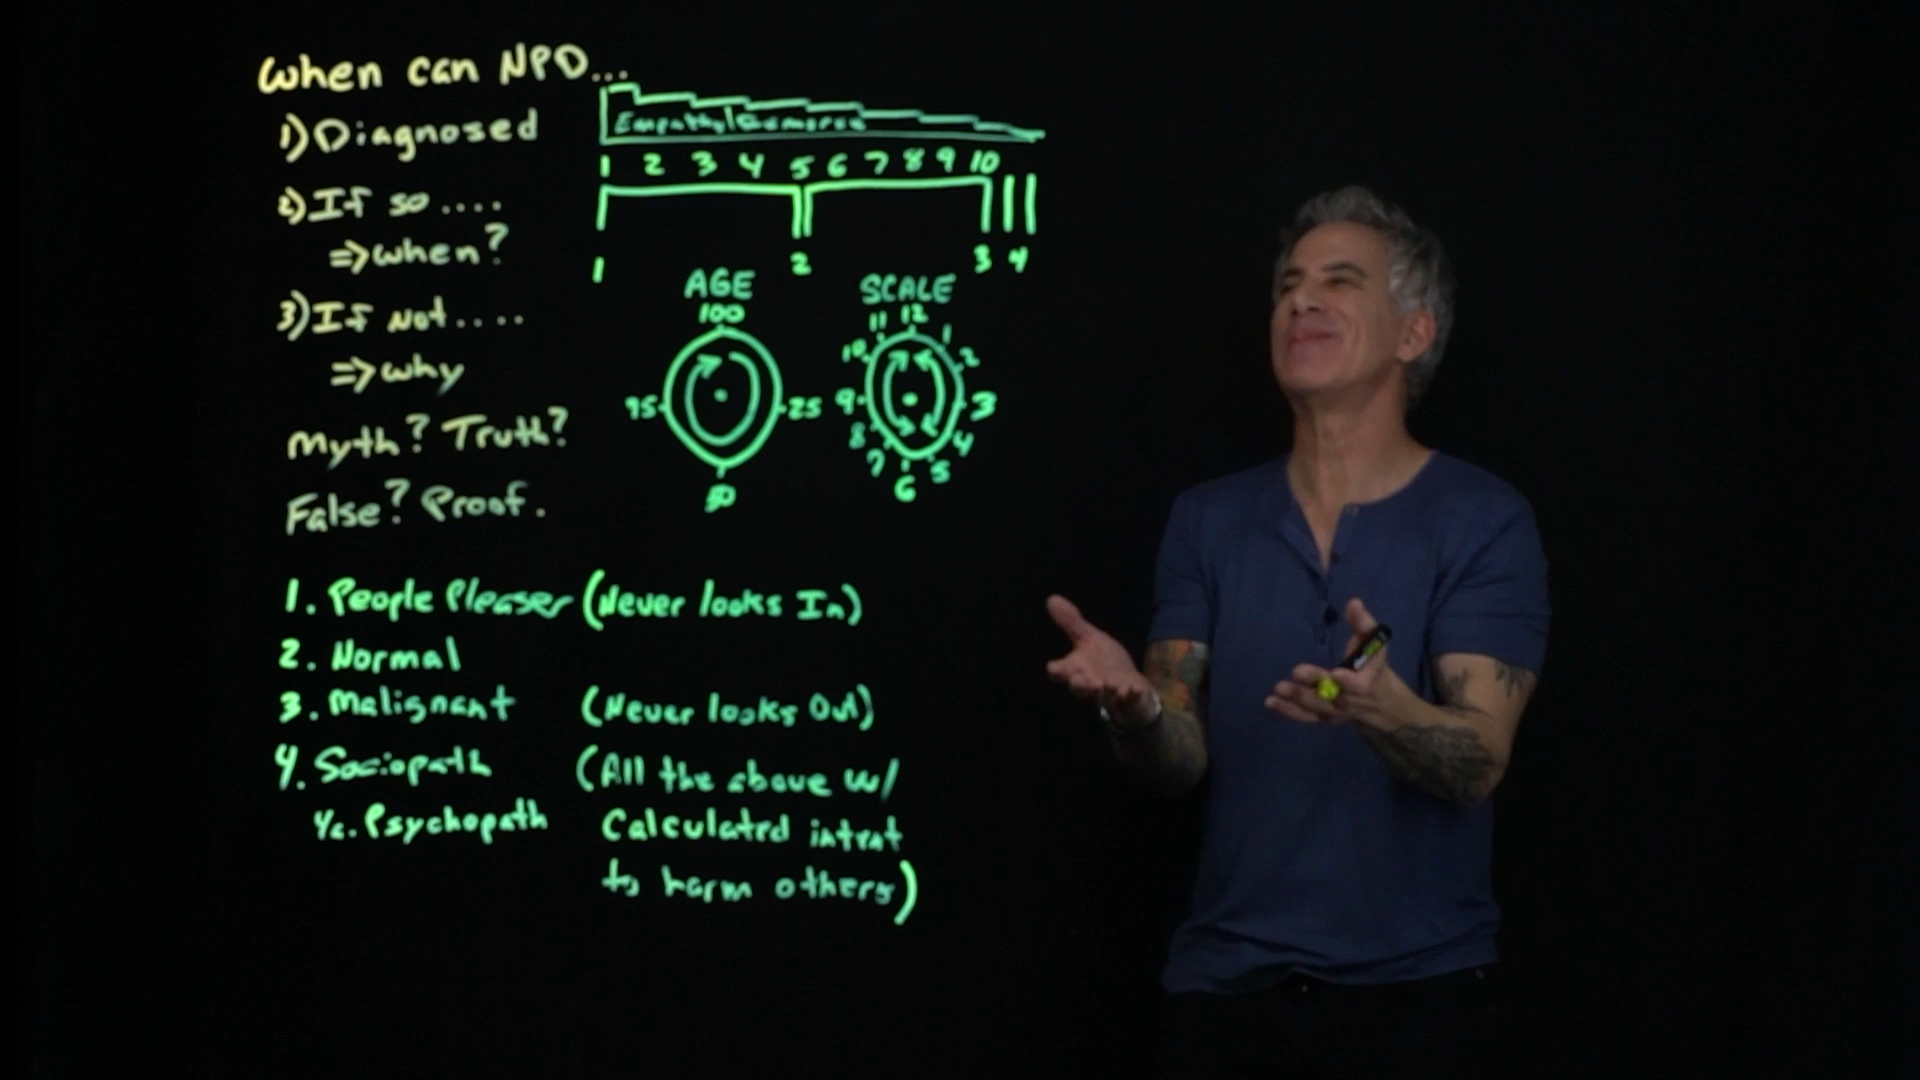 When can NPD...
1) Diagnosed
2) If so....
=> when?
3) If Not....
=> why
Myth? Truth?
False? Proof.
Empathy/Remorse
1 2 3 4 5 6 7 8 9 10
1 2 3 4
AGE
100
75 25
50
SCALE
11 12 1
10 2
9 3
8 4
7 6 5
1. People Pleaser (Never looks In)
2. Normal
3. Malignant (Never looks Out)
4. Sociopath (All the above w/
4a. Psychopath Calculated intent
to harm others)